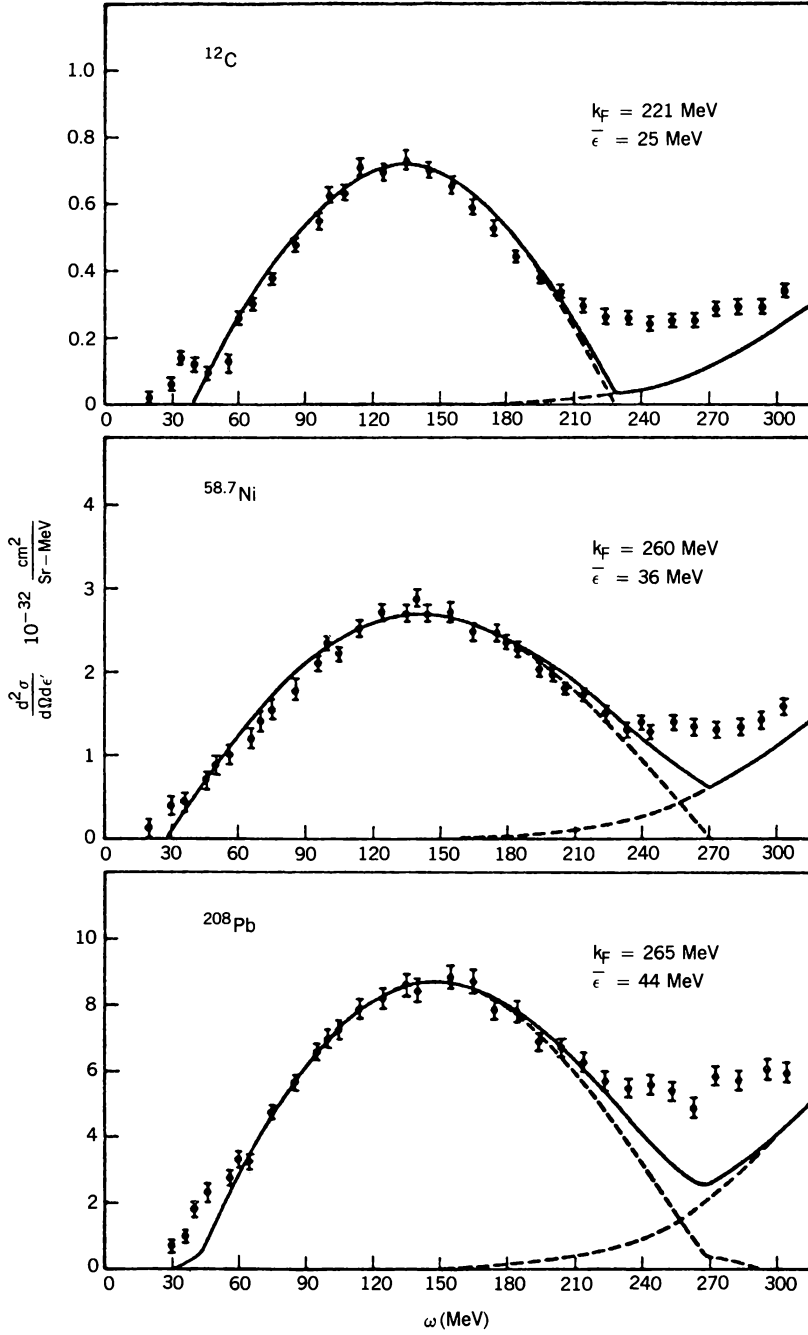 ¹²C
1.0
k_F = 221 MeV
ε̄ = 25 MeV
0.8
0.6
0.4
0.2
0
0 30 60 90 120 150 180 210 240 270 300
⁵⁸·⁷Ni
4
k_F = 260 MeV
ε̄ = 36 MeV
3
2
1
0
0 30 60 90 120 150 180 210 240 270 300
d²σ/dΩdε′ 10⁻³² cm²/Sr–MeV
²⁰⁸Pb
10
k_F = 265 MeV
ε̄ = 44 MeV
8
6
4
2
0
0 30 60 90 120 150 180 210 240 270 300
ω (MeV)